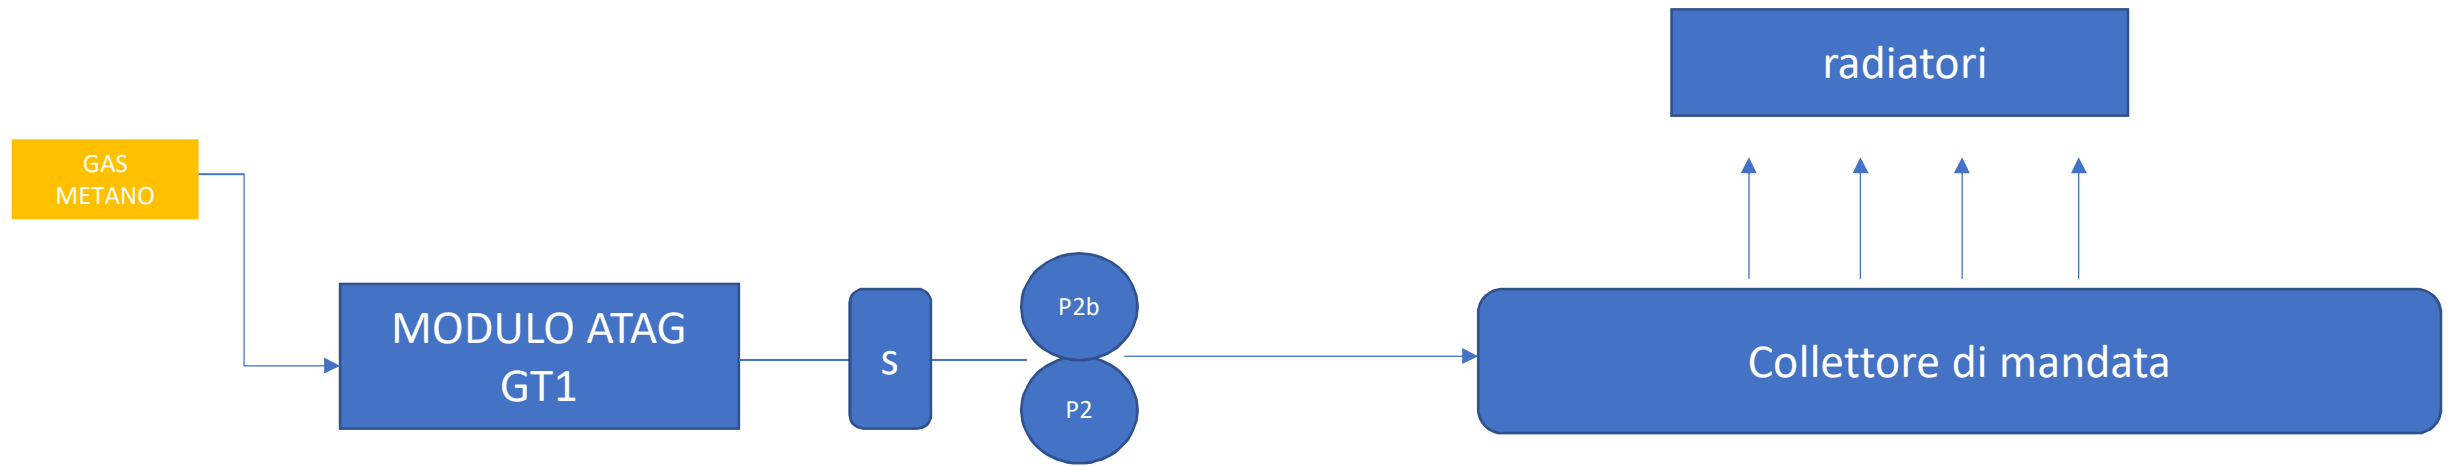 radiatori
GAS
METANO
P2b
MODULO ATAG
GT1
S
Collettore di mandata
P2